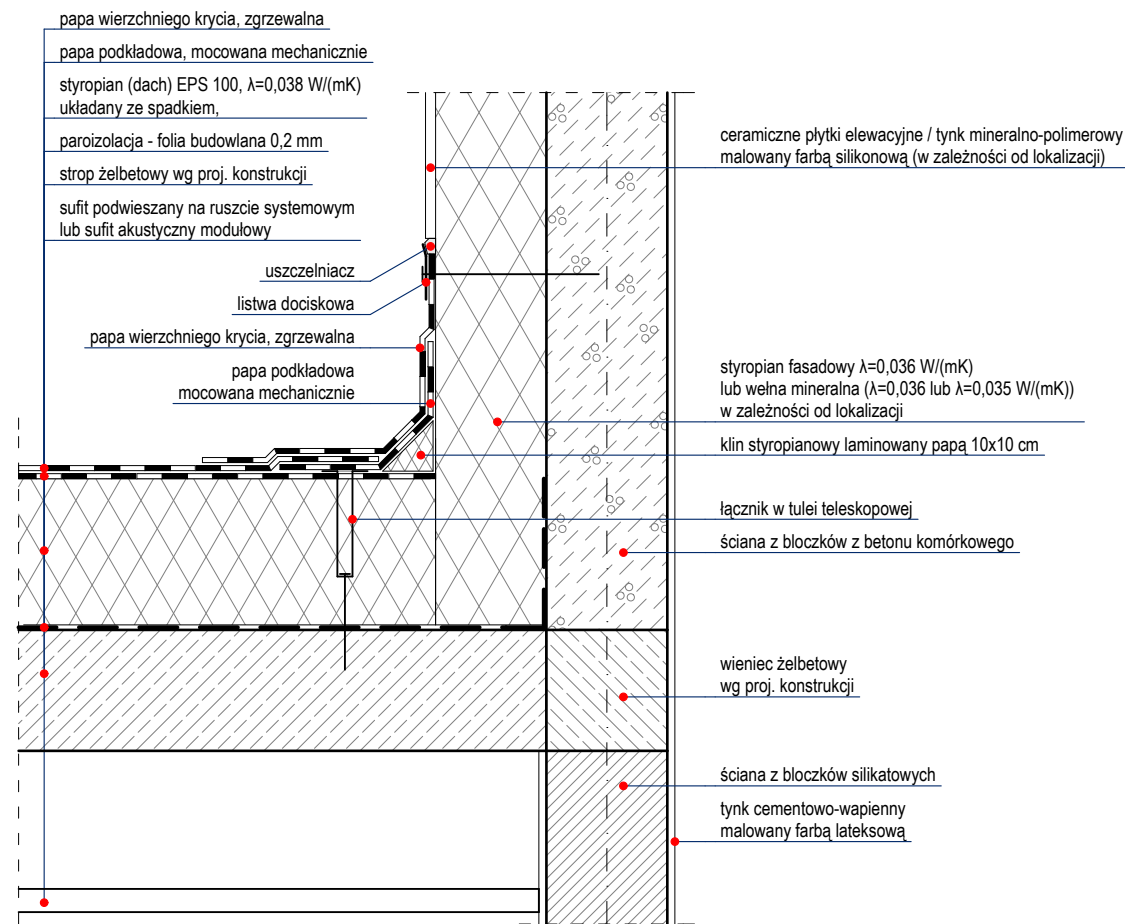 papa wierzchniego krycia, zgrzewalna
papa podkładowa, mocowana mechanicznie
styropian (dach) EPS 100, λ=0,038 W/(mK)
układany ze spadkiem,
paroizolacja - folia budowlana 0,2 mm
strop żelbetowy wg proj. konstrukcji
sufit podwieszany na ruszcie systemowym
lub sufit akustyczny modułowy
uszczelniacz
listwa dociskowa
papa wierzchniego krycia, zgrzewalna
papa podkładowa
mocowana mechanicznie
ceramiczne płytki elewacyjne / tynk mineralno-polimerowy
malowany farbą silikonową (w zależności od lokalizacji)
styropian fasadowy λ=0,036 W/(mK)
lub wełna mineralna (λ=0,036 lub λ=0,035 W/(mK))
w zależności od lokalizacji
klin styropianowy laminowany papą 10x10 cm
łącznik w tulei teleskopowej
ściana z bloczków z betonu komórkowego
wieniec żelbetowy
wg proj. konstrukcji
ściana z bloczków silikatowych
tynk cementowo-wapienny
malowany farbą lateksową